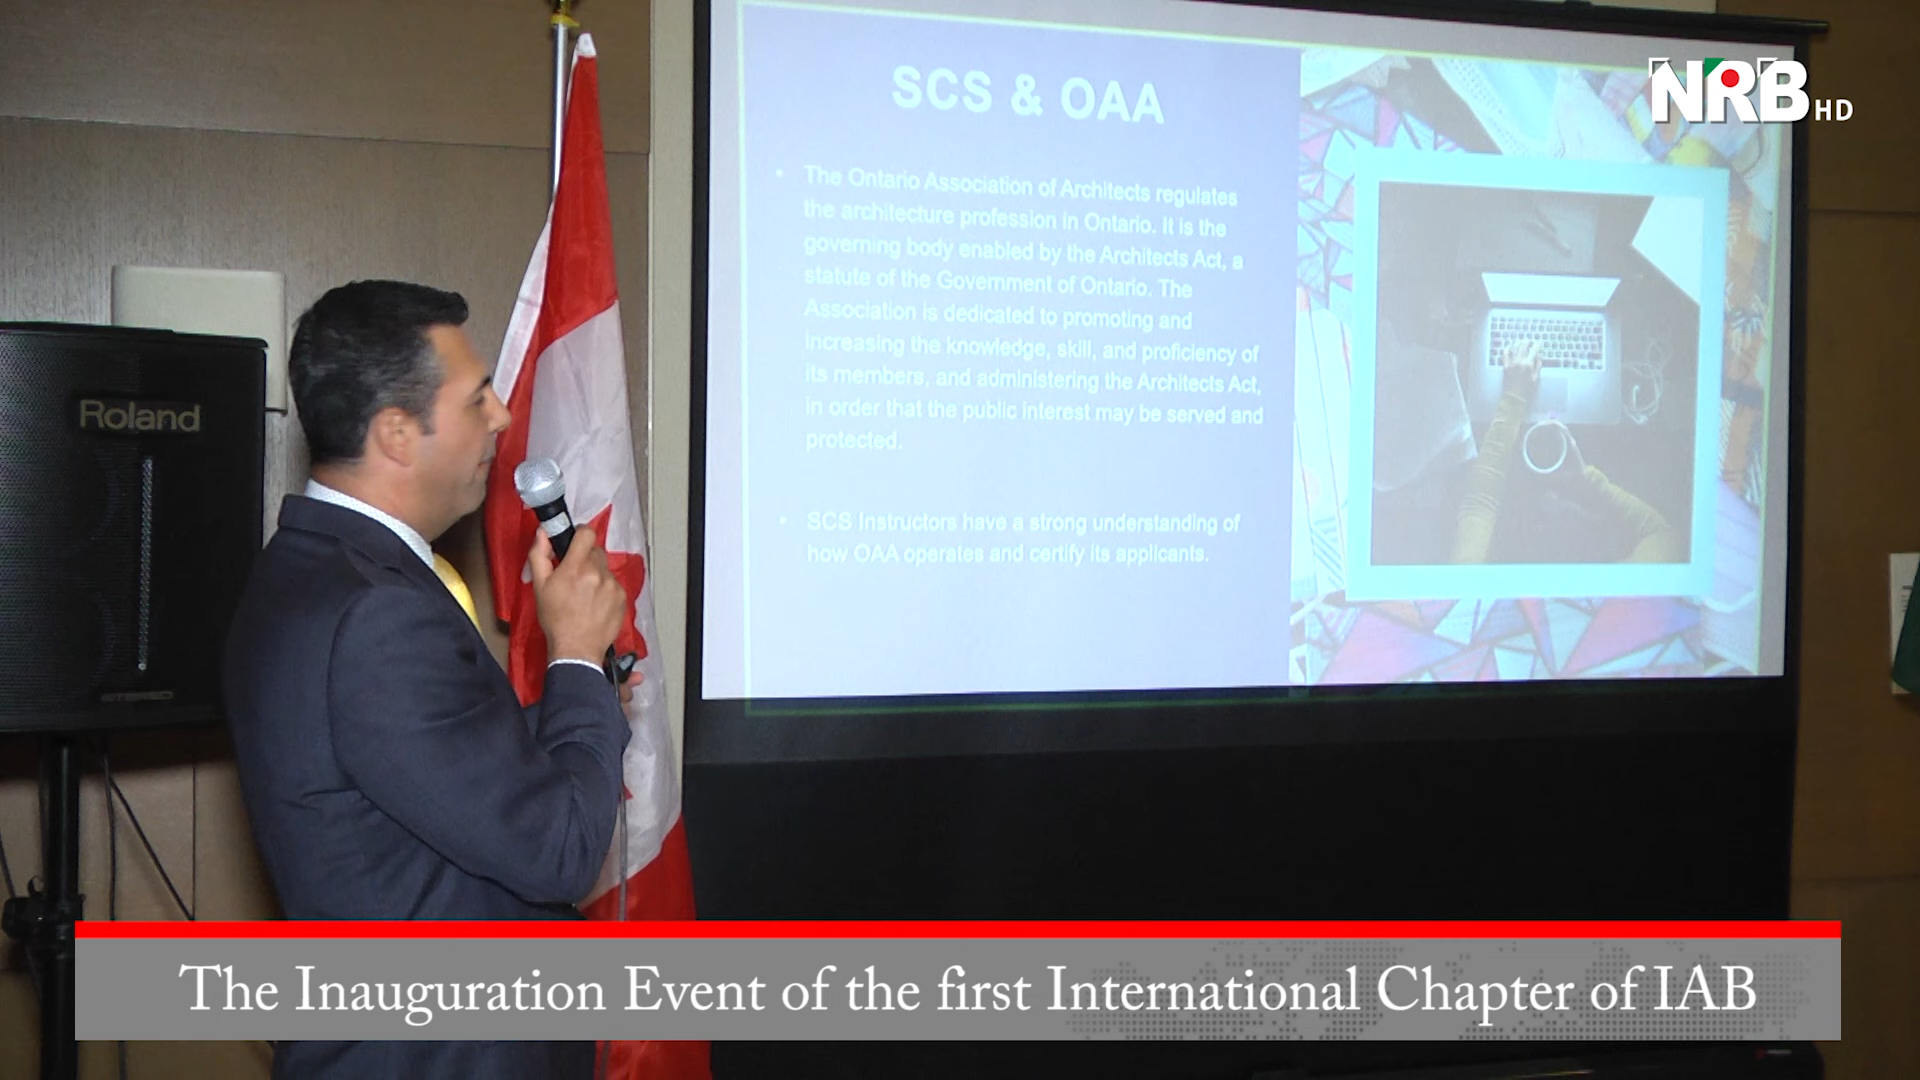 SCS & OAA
NRB HD
• The Ontario Association of Architects regulates
the architecture profession in Ontario. It is the
governing body enabled by the Architects Act, a
statute of the Government of Ontario. The
Association is dedicated to promoting and
increasing the knowledge, skill, and proficiency of
its members, and administering the Architects Act,
in order that the public interest may be served and
protected.
• SCS Instructors have a strong understanding of
how OAA operates and certify its applicants.
Roland
STEREO
The Inauguration Event of the first International Chapter of IAB